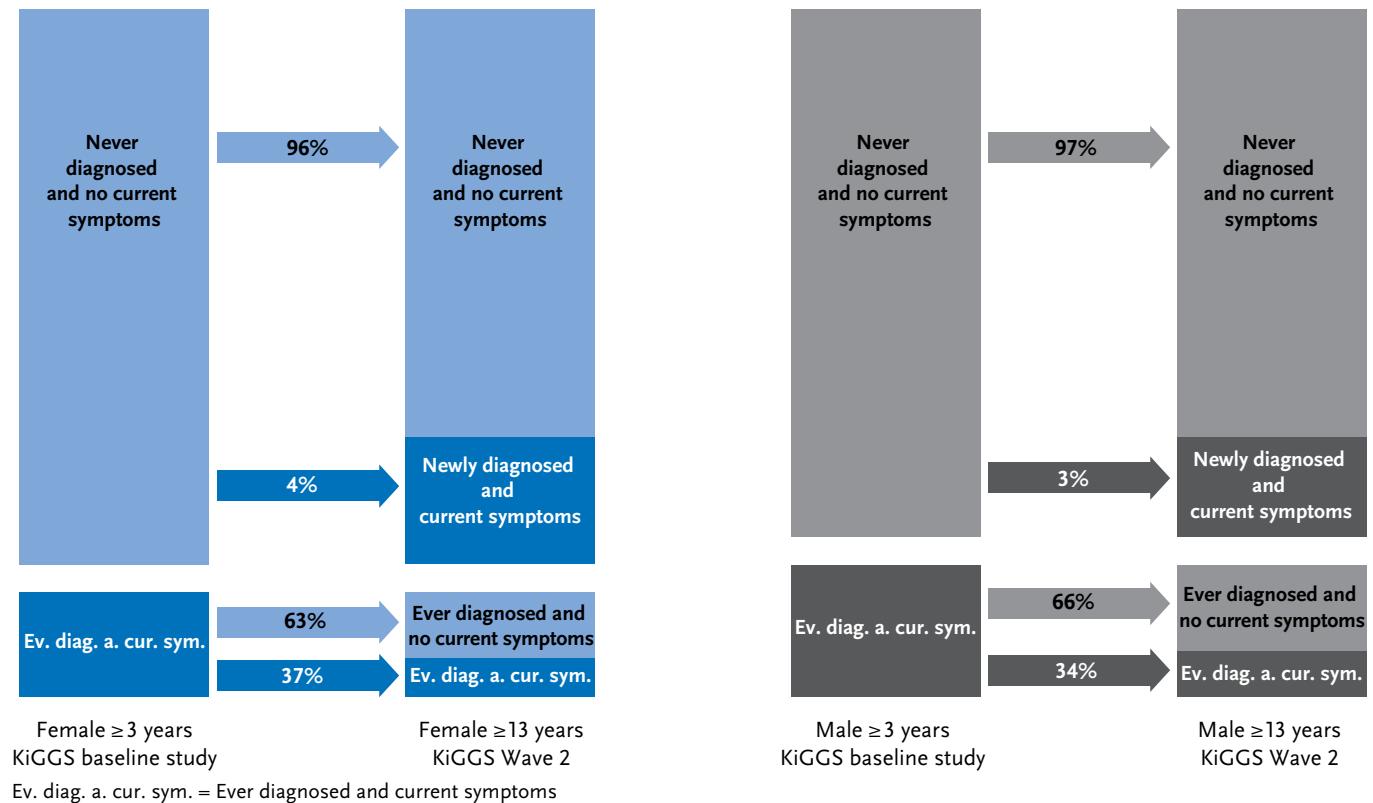 Never
diagnosed
and no current
symptoms
96%
Never
diagnosed
and no current
symptoms
4%
Newly diagnosed
and
current symptoms
Ev. diag. a. cur. sym.
63%
Ever diagnosed and
no current symptoms
37%
Ev. diag. a. cur. sym.
Female ≥3 years
KiGGS baseline study
Female ≥13 years
KiGGS Wave 2
Never
diagnosed
and no current
symptoms
97%
Never
diagnosed
and no current
symptoms
3%
Newly diagnosed
and
current symptoms
Ev. diag. a. cur. sym.
66%
Ever diagnosed and
no current symptoms
34%
Ev. diag. a. cur. sym.
Male ≥3 years
KiGGS baseline study
Male ≥13 years
KiGGS Wave 2
Ev. diag. a. cur. sym. = Ever diagnosed and current symptoms